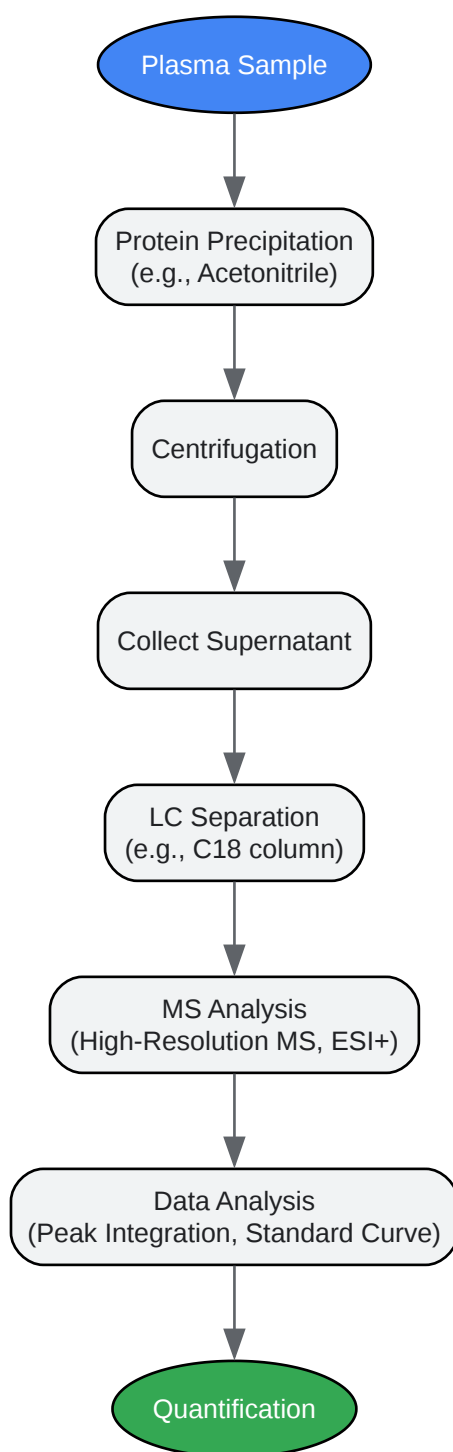 Plasma Sample
Protein Precipitation
(e.g., Acetonitrile)
Centrifugation
Collect Supernatant
LC Separation
(e.g., C18 column)
MS Analysis
(High-Resolution MS, ESI+)
Data Analysis
(Peak Integration, Standard Curve)
Quantification